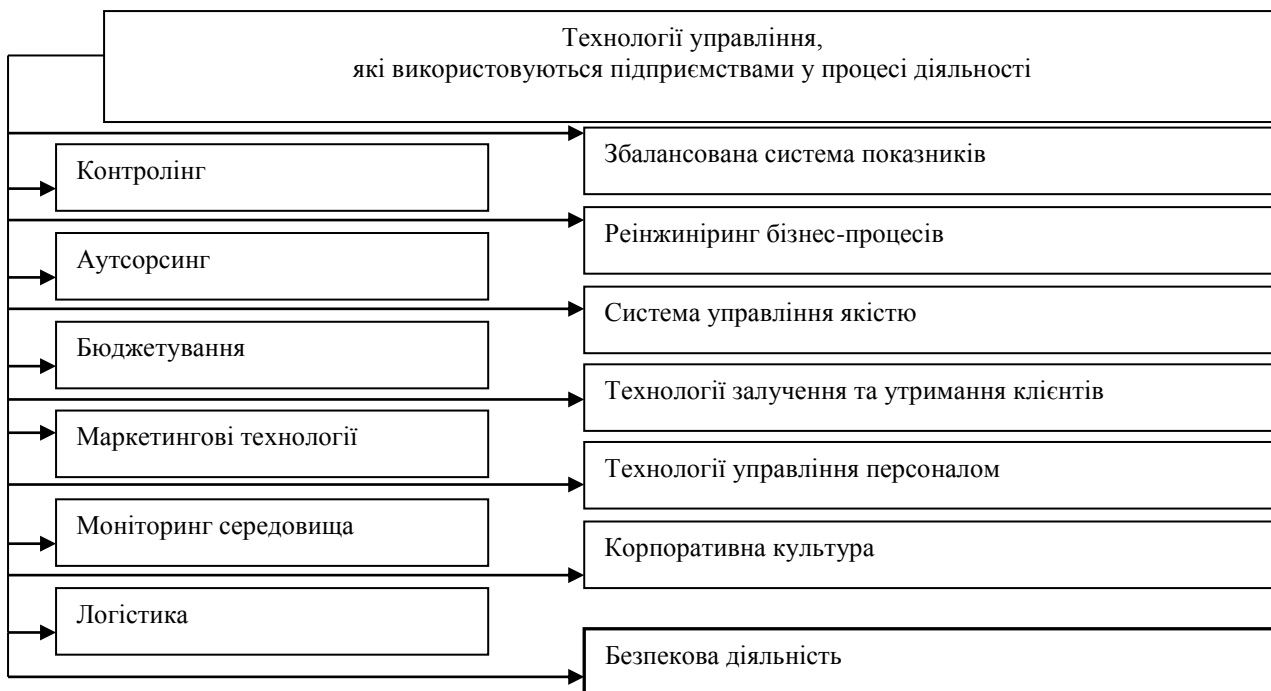 Технології управління,
які використовуються підприємствами у процесі діяльності
Збалансована система показників
Контролінг
Реінжиніринг бізнес-процесів
Аутсорсинг
Система управління якістю
Бюджетування
Технології залучення та утримання клієнтів
Маркетингові технології
Технології управління персоналом
Моніторинг середовища
Корпоративна культура
Логістика
Безпекова діяльність